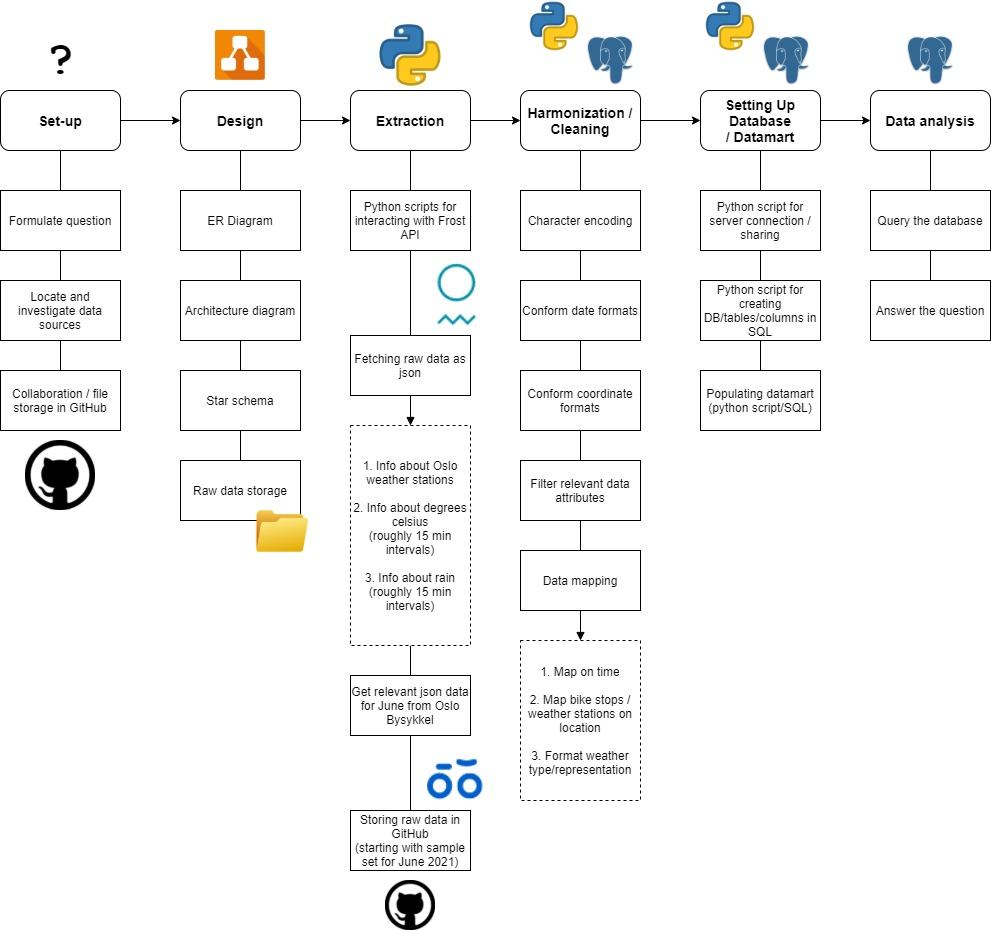 ?
Set-up
Formulate question
Locate and
investigate data
sources
Collaboration / file
storage in GitHub
Design
ER Diagram
Architecture diagram
Star schema
Raw data storage
Extraction
Python scripts for
interacting with Frost
API
Fetching raw data as
json
1. Info about Oslo
weather stations
2. Info about degrees
celsius
(roughly 15 min
intervals)
3. Info about rain
(roughly 15 min
intervals)
Get relevant json data
for June from Oslo
Bysykkel
Storing raw data in
GitHub
(starting with sample
set for June 2021)
Harmonization /
Cleaning
Character encoding
Conform date formats
Conform coordinate
formats
Filter relevant data
attributes
Data mapping
1. Map on time
2. Map bike stops /
weather stations on
location
3. Format weather
type/representation
Setting Up
Database
/ Datamart
Python script for
server connection /
sharing
Python script for
creating
DB/tables/columns in
SQL
Populating datamart
(python script/SQL)
Data analysis
Query the database
Answer the question